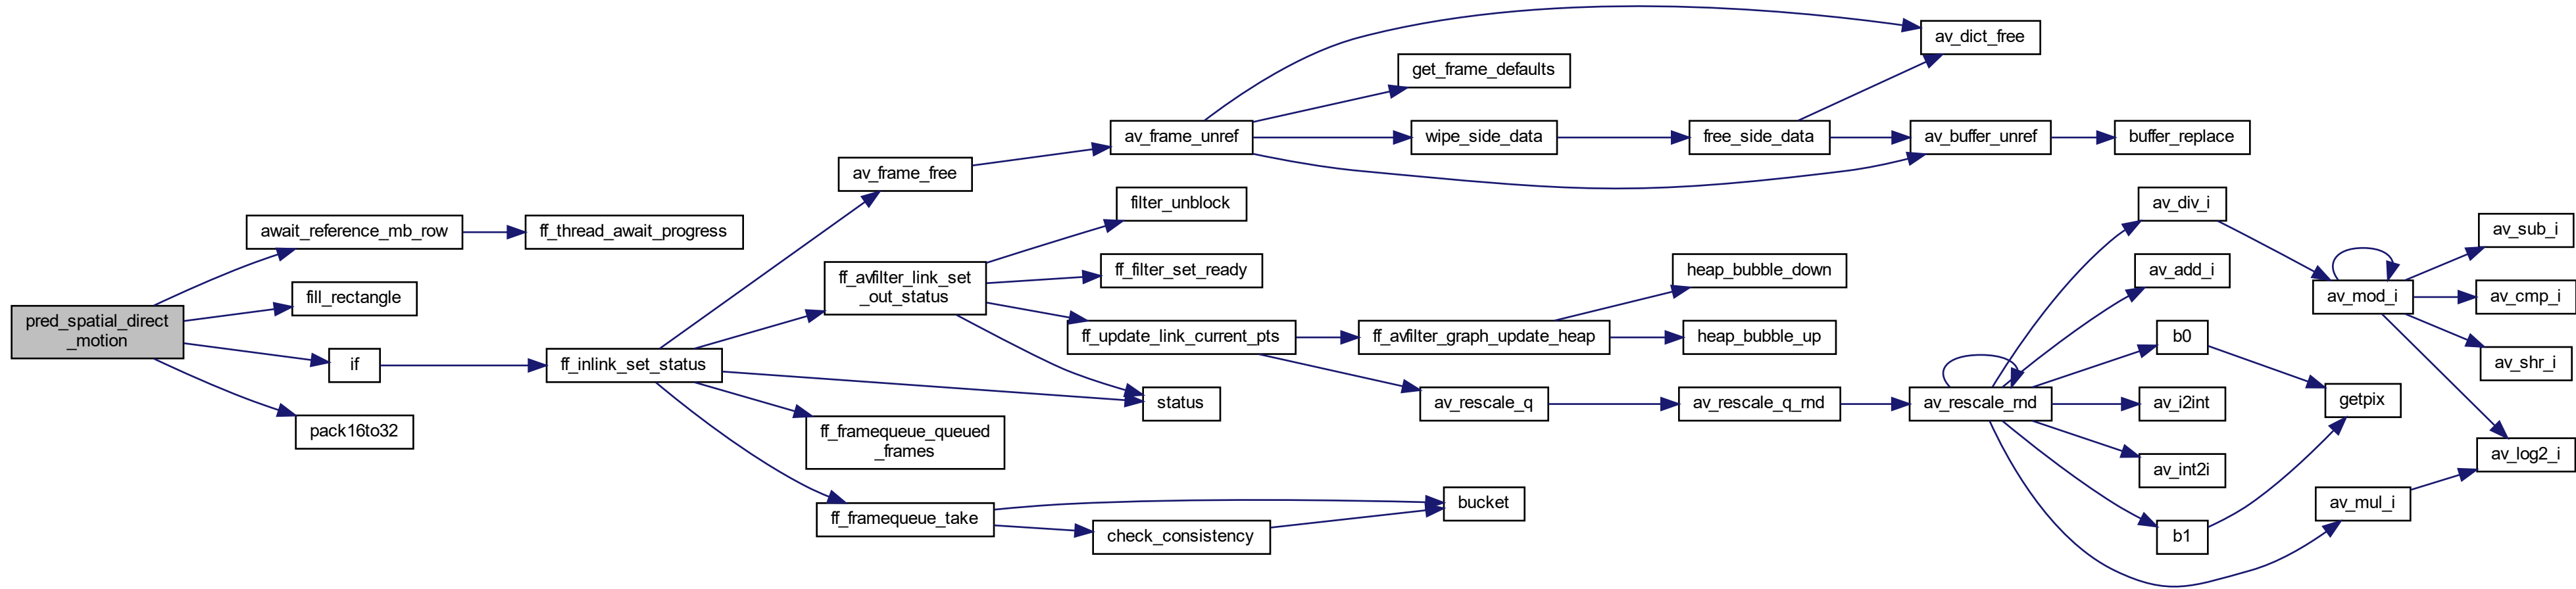 pred_spatial_direct
_motion
await_reference_mb_row
fill_rectangle
if
pack16to32
ff_thread_await_progress
ff_inlink_set_status
av_frame_free
ff_avfilter_link_set
_out_status
ff_framequeue_queued
_frames
ff_framequeue_take
av_frame_unref
filter_unblock
ff_filter_set_ready
ff_update_link_current_pts
status
check_consistency
get_frame_defaults
wipe_side_data
ff_avfilter_graph_update_heap
av_rescale_q
bucket
free_side_data
heap_bubble_down
heap_bubble_up
av_rescale_q_rnd
av_dict_free
av_buffer_unref
av_rescale_rnd
buffer_replace
av_div_i
av_add_i
b0
av_i2int
av_int2i
b1
av_mod_i
getpix
av_mul_i
av_sub_i
av_cmp_i
av_shr_i
av_log2_i